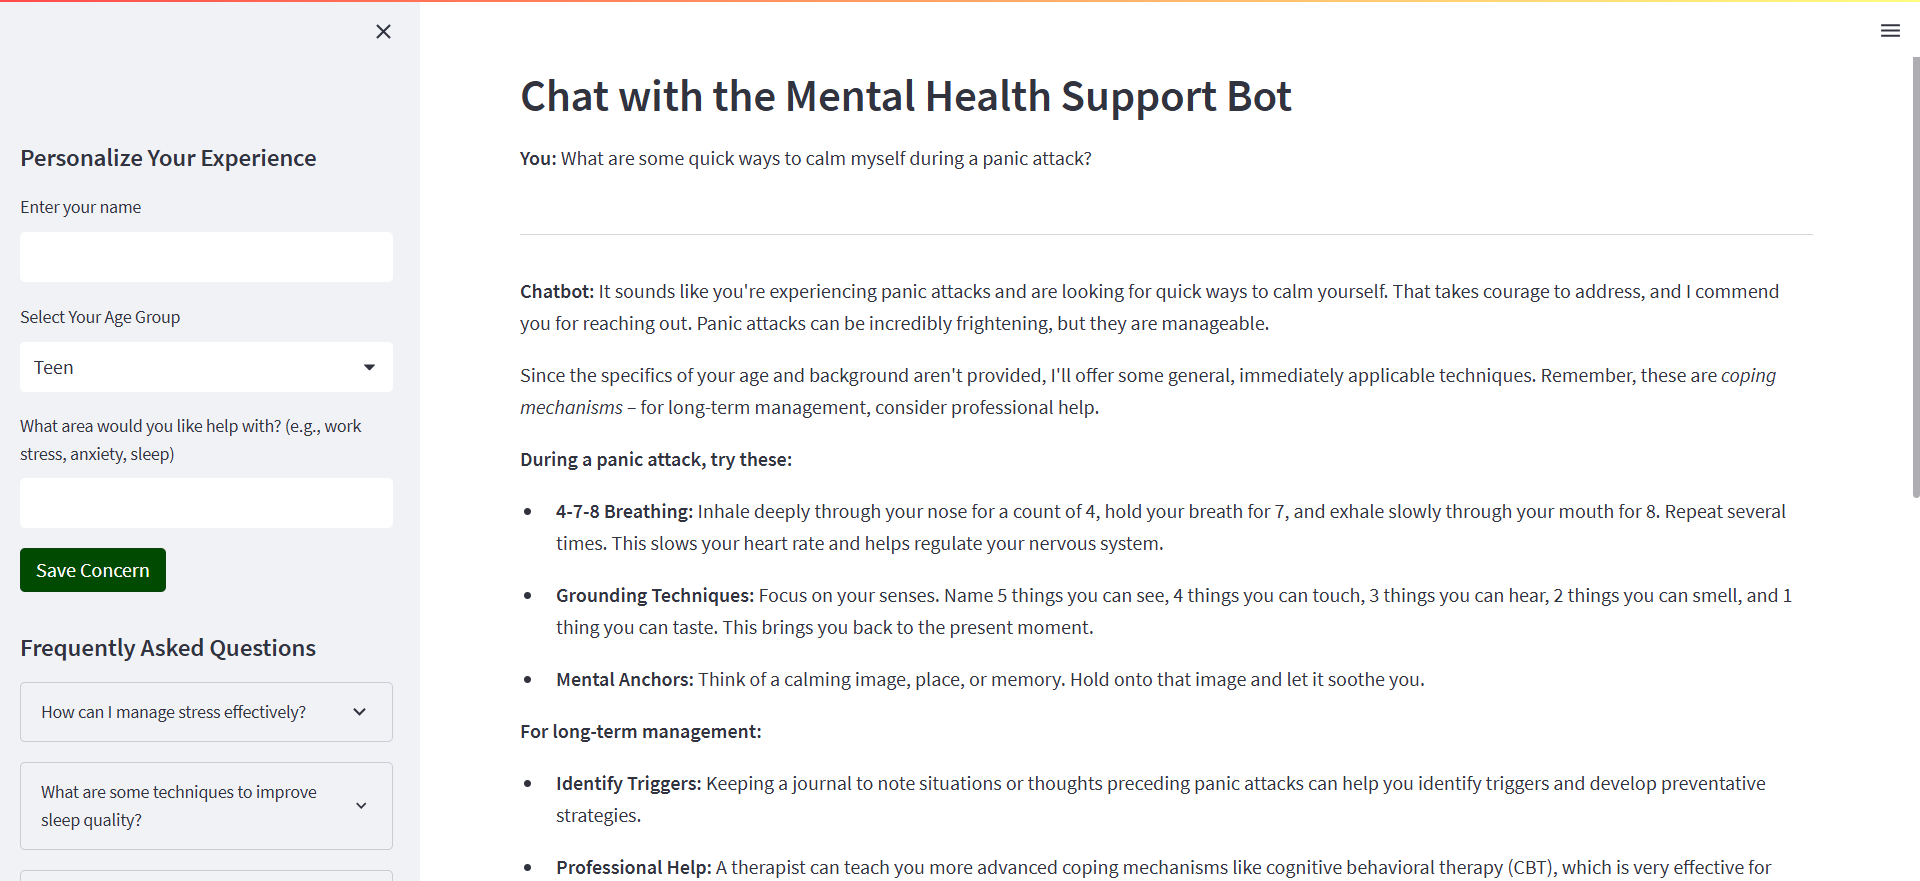 Personalize Your Experience
Enter your name
Select Your Age Group
Teen
What area would you like help with? (e.g., work
stress, anxiety, sleep)
Save Concern
Frequently Asked Questions
How can I manage stress effectively?
What are some techniques to improve
sleep quality?
Chat with the Mental Health Support Bot
You: What are some quick ways to calm myself during a panic attack?
Chatbot: It sounds like you're experiencing panic attacks and are looking for quick ways to calm yourself. That takes courage to address, and I commend
you for reaching out. Panic attacks can be incredibly frightening, but they are manageable.
Since the specifics of your age and background aren't provided, I'll offer some general, immediately applicable techniques. Remember, these are coping
mechanisms – for long-term management, consider professional help.
During a panic attack, try these:
• 4-7-8 Breathing: Inhale deeply through your nose for a count of 4, hold your breath for 7, and exhale slowly through your mouth for 8. Repeat several
times. This slows your heart rate and helps regulate your nervous system.
• Grounding Techniques: Focus on your senses. Name 5 things you can see, 4 things you can touch, 3 things you can hear, 2 things you can smell, and 1
thing you can taste. This brings you back to the present moment.
• Mental Anchors: Think of a calming image, place, or memory. Hold onto that image and let it soothe you.
For long-term management:
• Identify Triggers: Keeping a journal to note situations or thoughts preceding panic attacks can help you identify triggers and develop preventative
strategies.
• Professional Help: A therapist can teach you more advanced coping mechanisms like cognitive behavioral therapy (CBT), which is very effective for